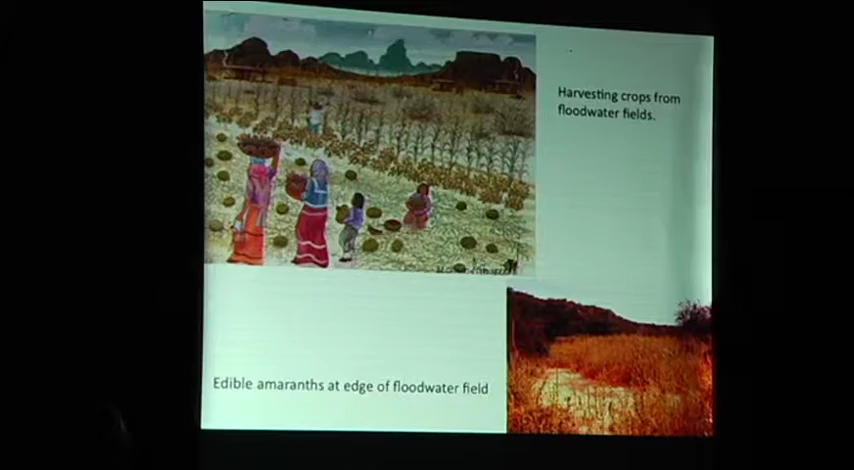 Harvesting crops from
floodwater fields.
Edible amaranths at edge of floodwater field